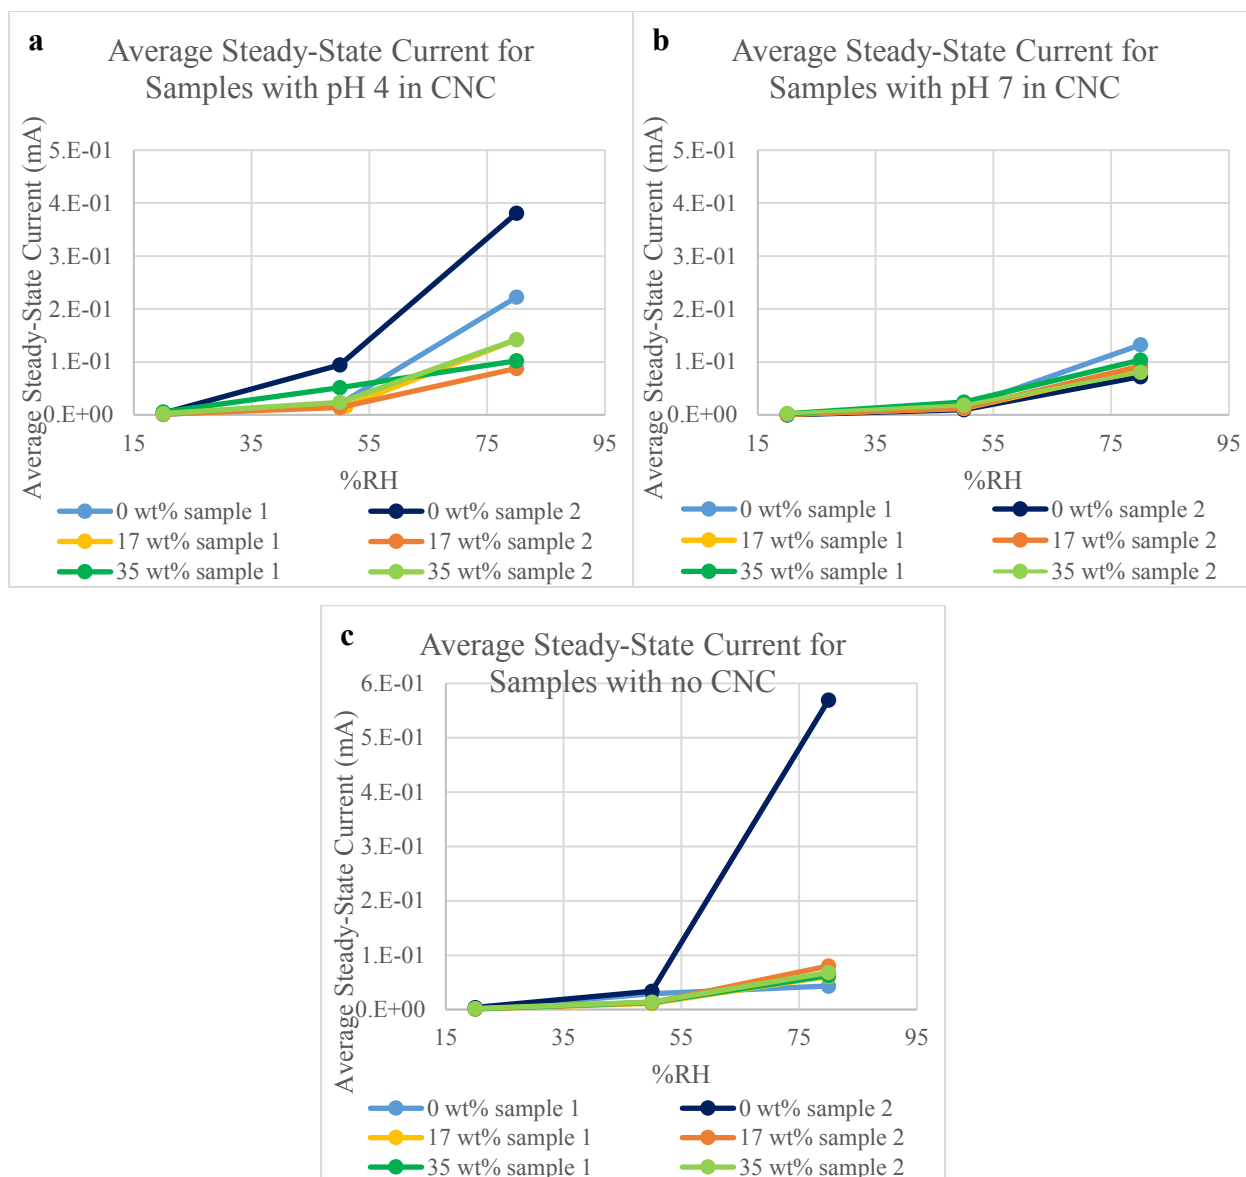 a
Average Steady-State Current for
Samples with pH 4 in CNC
Average Steady-State Current (mA)
5.E-01
4.E-01
3.E-01
2.E-01
1.E-01
0.E+00
15 35 55 75 95
%RH
0 wt% sample 1 0 wt% sample 2
17 wt% sample 1 17 wt% sample 2
35 wt% sample 1 35 wt% sample 2
b
Average Steady-State Current for
Samples with pH 7 in CNC
Average Steady-State Current (mA)
5.E-01
4.E-01
3.E-01
2.E-01
1.E-01
0.E+00
15 35 55 75 95
%RH
0 wt% sample 1 0 wt% sample 2
17 wt% sample 1 17 wt% sample 2
35 wt% sample 1 35 wt% sample 2
c
Average Steady-State Current for
Samples with no CNC
Average Steady-State Current (mA)
6.E-01
5.E-01
4.E-01
3.E-01
2.E-01
1.E-01
0.E+00
15 35 55 75 95
%RH
0 wt% sample 1 0 wt% sample 2
17 wt% sample 1 17 wt% sample 2
35 wt% sample 1 35 wt% sample 2